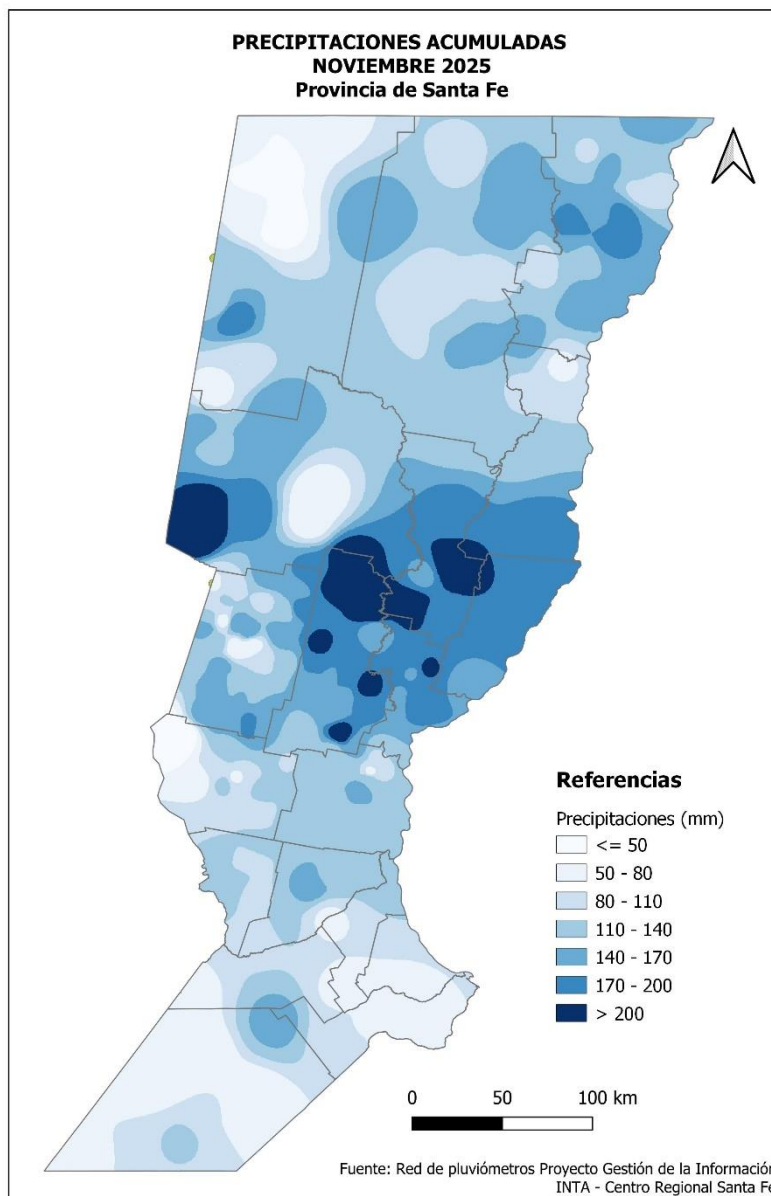 PRECIPITACIONES ACUMULADAS
NOVIEMBRE 2025
Provincia de Santa Fe
Referencias
Precipitaciones (mm)
<= 50
50 - 80
80 - 110
110 - 140
140 - 170
170 - 200
> 200
0 50 100 km
Fuente: Red de pluviómetros Proyecto Gestión de la Información
INTA - Centro Regional Santa Fe